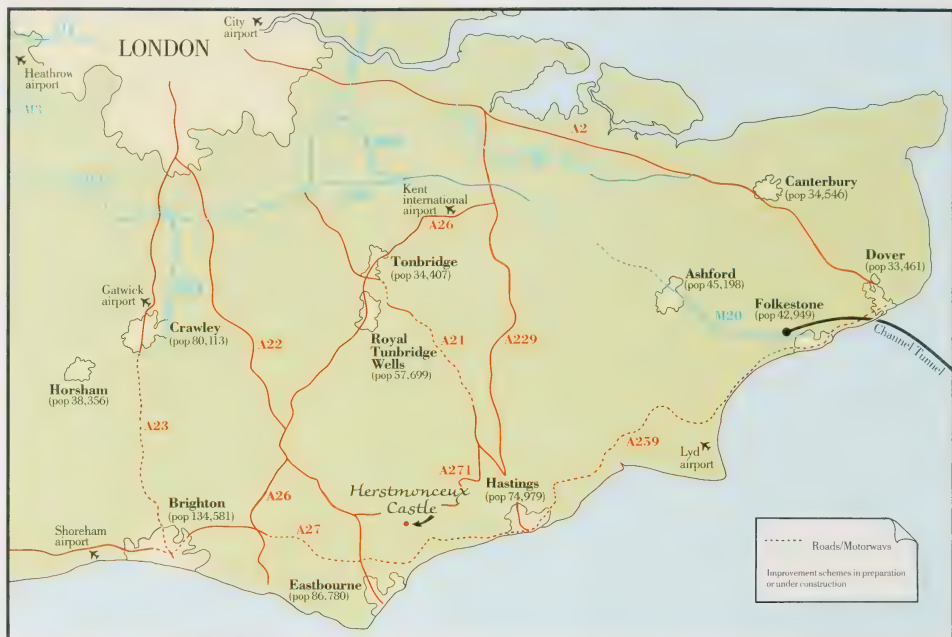 City
airport
LONDON
Heathrow
airport
M3
A2
Canterbury
(pop 34,546)
Kent
international
airport
A26
Tonbridge
(pop 34,407)
Dover
(pop 33,461)
Ashford
(pop 45,198)
Folkestone
(pop 42,949)
M20
Channel Tunnel
Gatwick
airport
Crawley
(pop 80,113)
A22
Royal
Tunbridge
Wells
(pop 57,699)
A21
A229
Horsham
(pop 38,356)
A23
A259
Lyd
airport
A271
Hastings
(pop 74,979)
Herstmonceux
Castle
A26
Brighton
(pop 134,581)
A27
Shoreham
airport
Eastbourne
(pop 86,780)
Roads/Motorways
Improvement schemes in preparation
or under construction